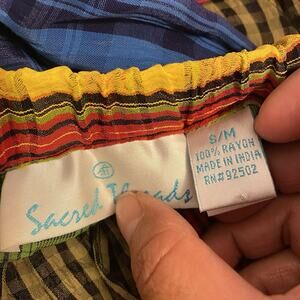 Sacred Threads
S/M
100% RAYON
MADE IN INDIA
RN#92502